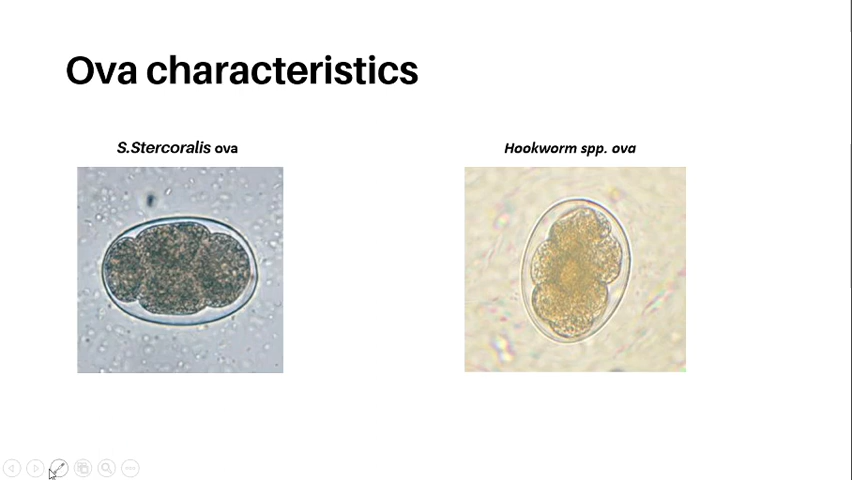 Ova characteristics
S.Stercoralis ova
Hookworm spp. ova